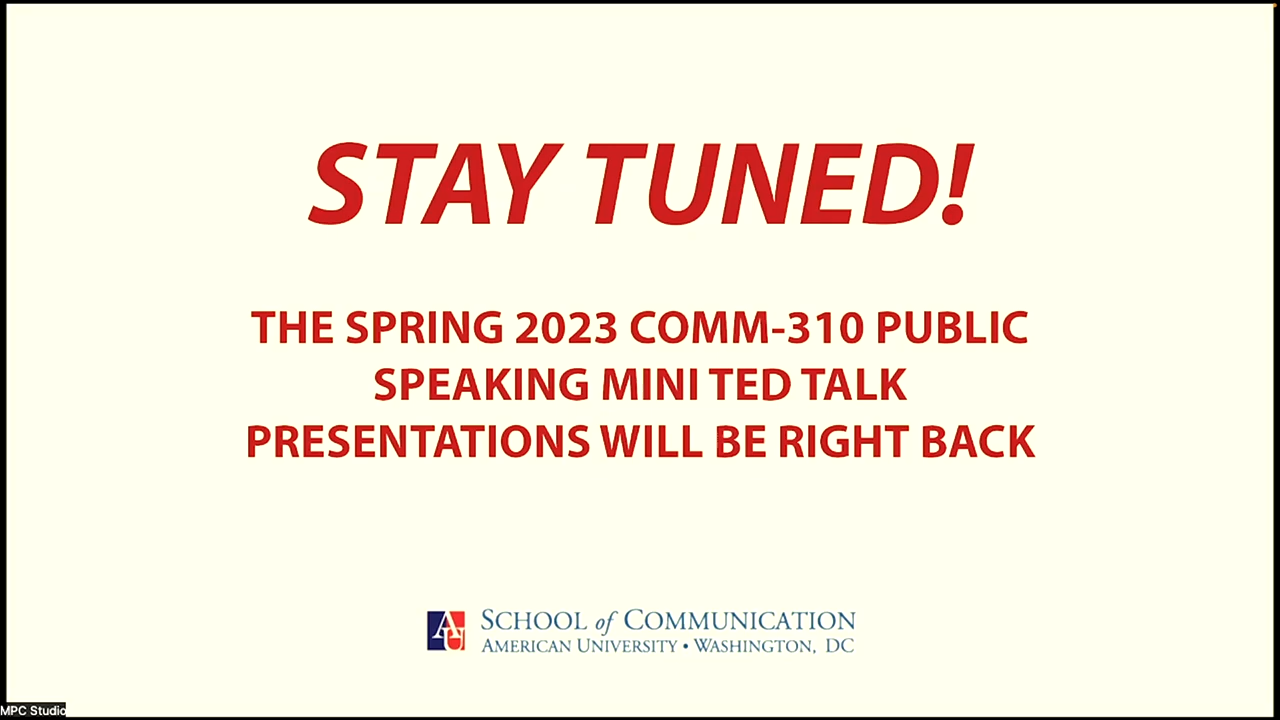 STAY TUNED!
THE SPRING 2023 COMM-310 PUBLIC
SPEAKING MINI TED TALK
PRESENTATIONS WILL BE RIGHT BACK
AU SCHOOL of COMMUNICATION
AMERICAN UNIVERSITY • WASHINGTON, DC
MPC Studio